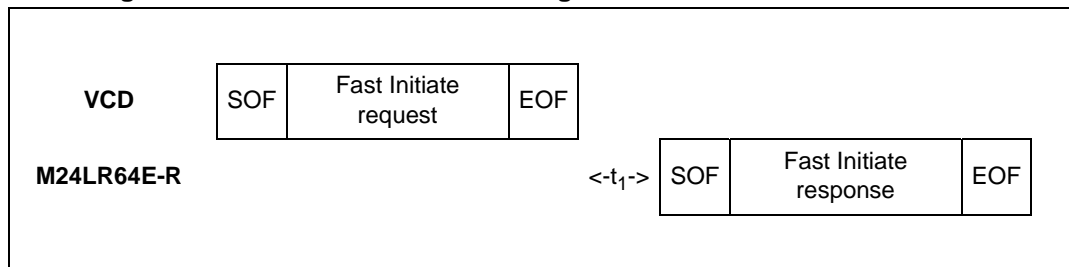 VCD
SOF
Fast Initiate
request
EOF
M24LR64E-R
<-t1->
SOF
Fast Initiate
response
EOF